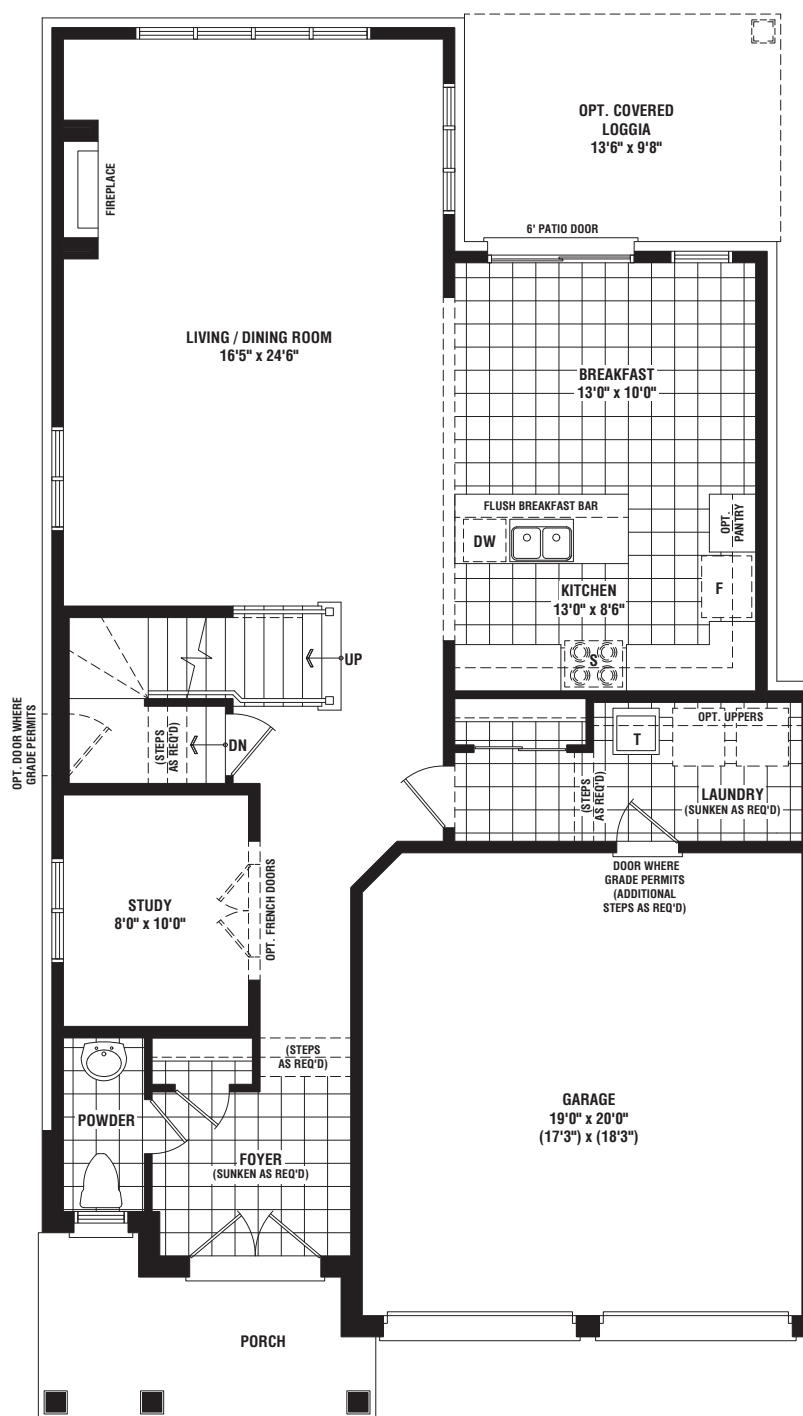 OPT. COVERED
LOGGIA
13'6" x 9'8"
FIREPLACE
6' PATIO DOOR
LIVING / DINING ROOM
16'5" x 24'6"
BREAKFAST
13'0" x 10'0"
FLUSH BREAKFAST BAR
DW
OPT.
PANTRY
KITCHEN
13'0" x 8'6"
F
S
UP
OPT. DOOR WHERE
GRADE PERMITS
(STEPS
AS REQ'D)
DN
T
OPT. UPPERS
(STEPS
AS REQ'D)
LAUNDRY
(SUNKEN AS REQ'D)
DOOR WHERE
GRADE PERMITS
(ADDITIONAL
STEPS AS REQ'D)
STUDY
8'0" x 10'0"
OPT. FRENCH DOORS
(STEPS
AS REQ'D)
GARAGE
19'0" x 20'0"
(17'3") x (18'3")
POWDER
FOYER
(SUNKEN AS REQ'D)
PORCH